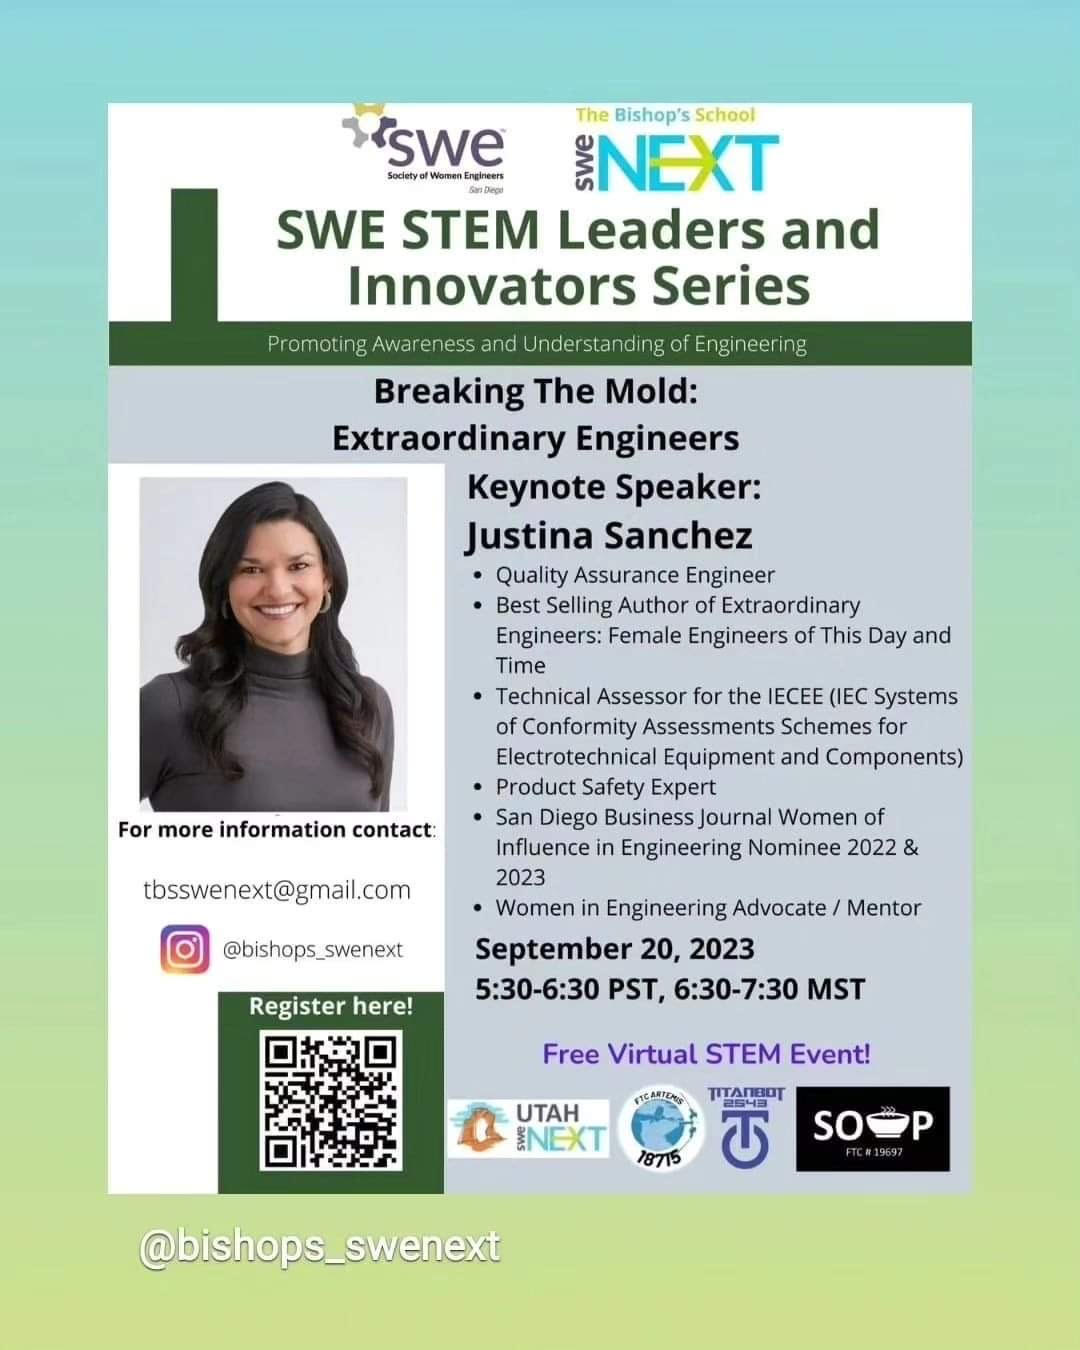 swe
Society of Women Engineers
San Diego
The Bishop's School
swe NEXT
SWE STEM Leaders and
Innovators Series
Promoting Awareness and Understanding of Engineering
Breaking The Mold:
Extraordinary Engineers
Keynote Speaker:
Justina Sanchez
• Quality Assurance Engineer
• Best Selling Author of Extraordinary
Engineers: Female Engineers of This Day and
Time
• Technical Assessor for the IECEE (IEC Systems
of Conformity Assessments Schemes for
Electrotechnical Equipment and Components)
• Product Safety Expert
• San Diego Business Journal Women of
Influence in Engineering Nominee 2022 &
2023
• Women in Engineering Advocate / Mentor
For more information contact:
tbsswenext@gmail.com
@bishops_swenext
Register here!
September 20, 2023
5:30-6:30 PST, 6:30-7:30 MST
Free Virtual STEM Event!
UTAH
swe NEXT
FTC ARTEMIS
18715
TITANBOT
2543
SOUP
FTC # 19697
@bishops_swenext